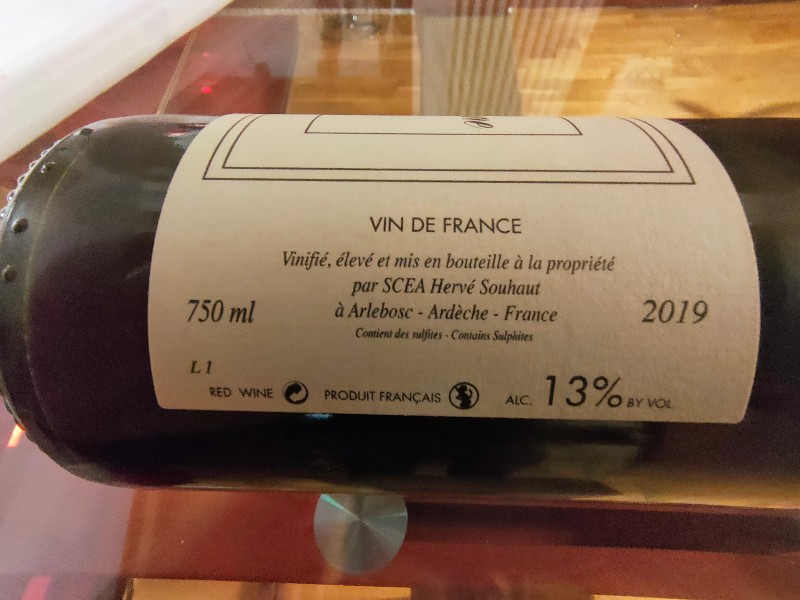 VIN DE FRANCE
Vinifié, élevé et mis en bouteille à la propriété
par SCEA Hervé Souhaut
750 ml
à Arlebosc - Ardèche - France
2019
Contient des sulfites - Contains Sulphites
L 1
RED WINE PRODUIT FRANÇAIS ALC. 13% BY VOL.